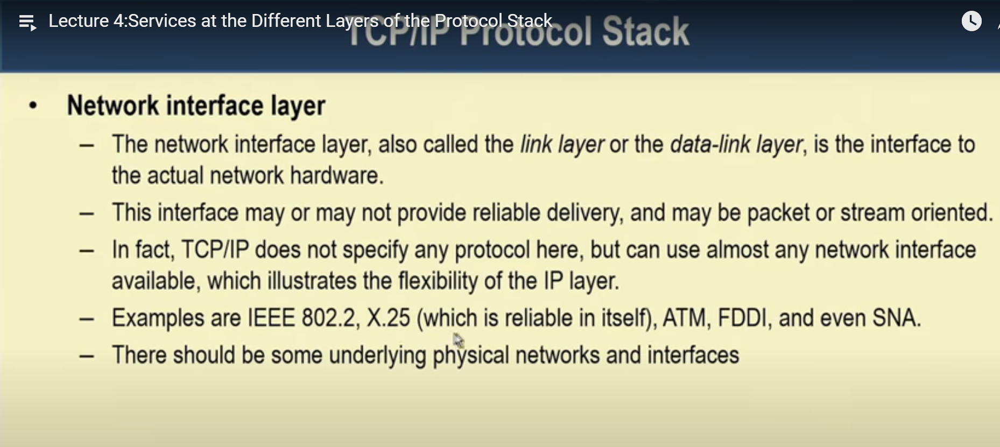 Lecture 4:Services at the Different Layers of the Protocol Stack
TCP/IP Protocol Stack
• Network interface layer
– The network interface layer, also called the link layer or the data-link layer, is the interface to
the actual network hardware.
– This interface may or may not provide reliable delivery, and may be packet or stream oriented.
– In fact, TCP/IP does not specify any protocol here, but can use almost any network interface
available, which illustrates the flexibility of the IP layer.
– Examples are IEEE 802.2, X.25 (which is reliable in itself), ATM, FDDI, and even SNA.
– There should be some underlying physical networks and interfaces